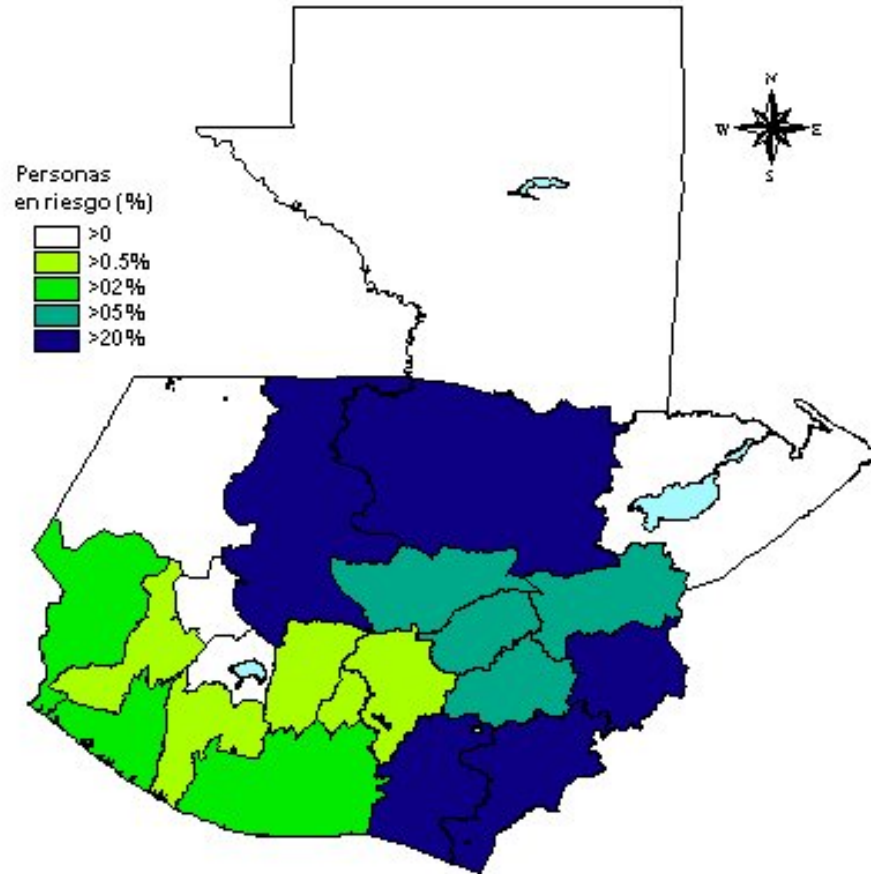 N
W E
S
Personas
en riesgo (%)
>0
>0.5%
>02%
>05%
>20%